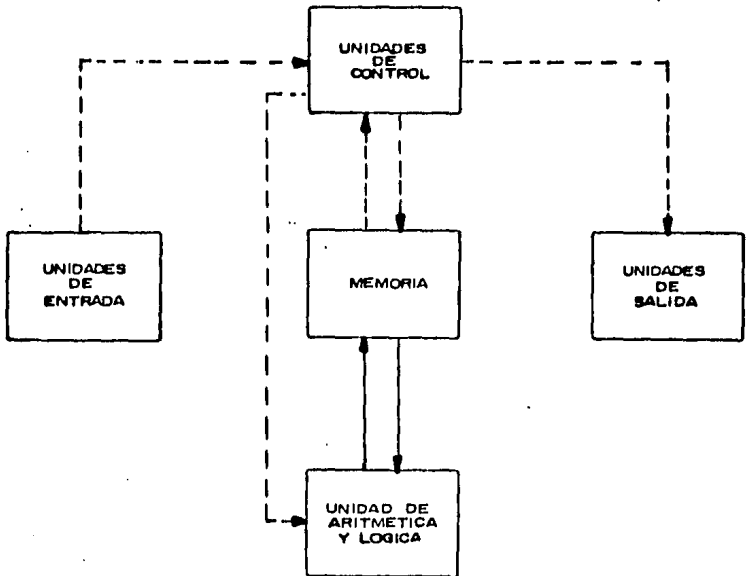 UNIDADES
DE
CONTROL
UNIDADES
DE
ENTRADA
MEMORIA
UNIDADES
DE
SALIDA
UNIDAD DE
ARITMETICA
Y LOGICA